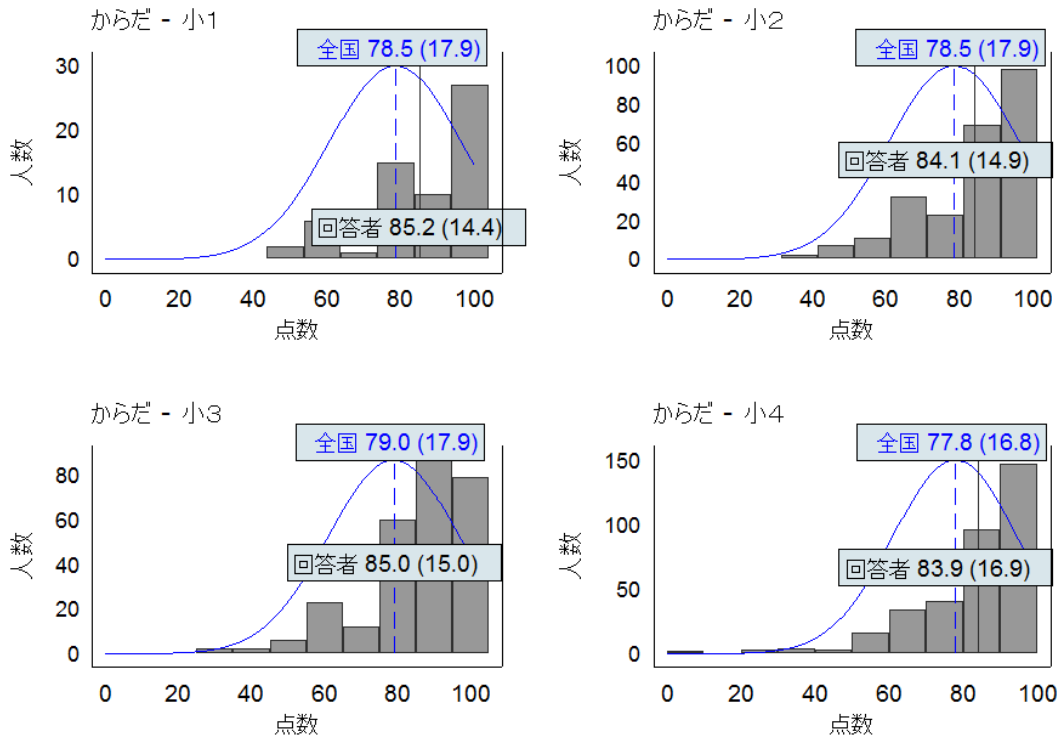 からだ - 小1
全国 78.5 (17.9)
30
20
10
0
人数
回答者 85.2 (14.4)
0 20 40 60 80 100
点数
からだ - 小2
全国 78.5 (17.9)
100
80
60
40
20
0
人数
回答者 84.1 (14.9)
0 20 40 60 80 100
点数
からだ - 小3
全国 79.0 (17.9)
80
60
40
20
0
人数
回答者 85.0 (15.0)
0 20 40 60 80 100
点数
からだ - 小4
全国 77.8 (16.8)
150
100
50
0
人数
回答者 83.9 (16.9)
0 20 40 60 80 100
点数